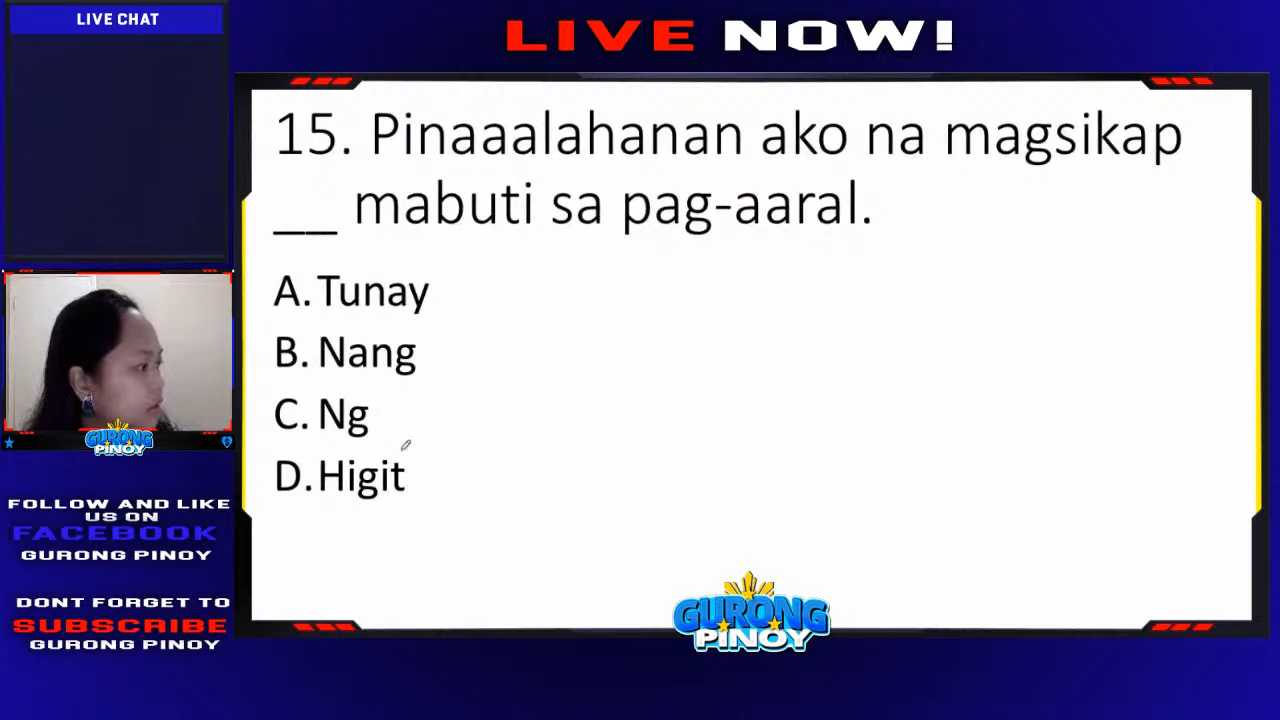 LIVE CHAT
LIVE NOW!
15. Pinaaalahanan ako na magsikap
__ mabuti sa pag-aaral.
A. Tunay
B. Nang
C. Ng
D. Higit
GURONG
PINOY
FOLLOW AND LIKE
US ON
FACEBOOK
GURONG PINOY
DONT FORGET TO
SUBSCRIBE
GURONG PINOY
GURONG
PINOY